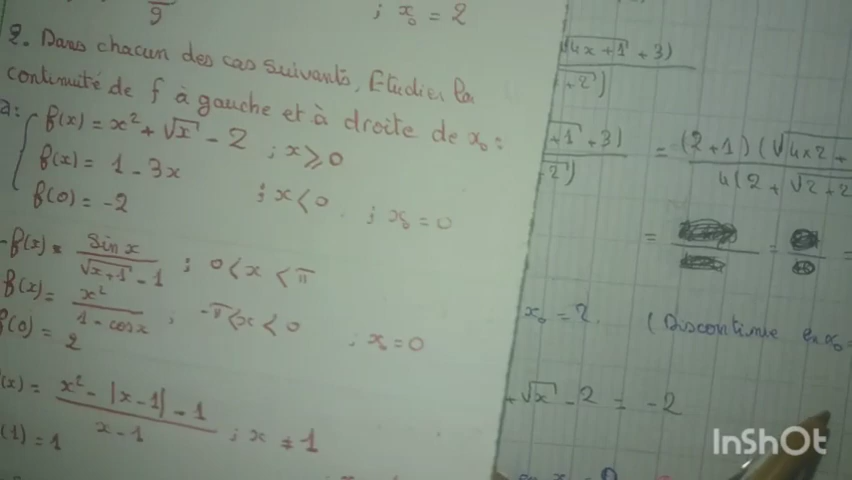 9
; x₀ = 2
2. Dans chacun des cas suivants, Etudier la
continuité de f à gauche et à droite de x₀ :
a: f(x) = x² + √x - 2 ; x ⩾ 0
f(x) = 1 - 3x ; x < 0
f(0) = -2 ; x₀ = 0
- f(x) = sin x / (√(x+1) - 1) ; 0 < x < π
f(x) = x² / (1 - cos x) ; -π < x < 0
f(0) = 2 ; x₀ = 0
(x) = (x² - |x - 1| - 1) / (x - 1) ; x ≠ 1
(1) = 1
√4x+1 + 3)
+1 + 3) = (2+1)(√4×2 +
4(2 + √2+2
= = =
x₀ = 2. (Discontinue en x₀ =
+ √x - 2 = -2
InShOt